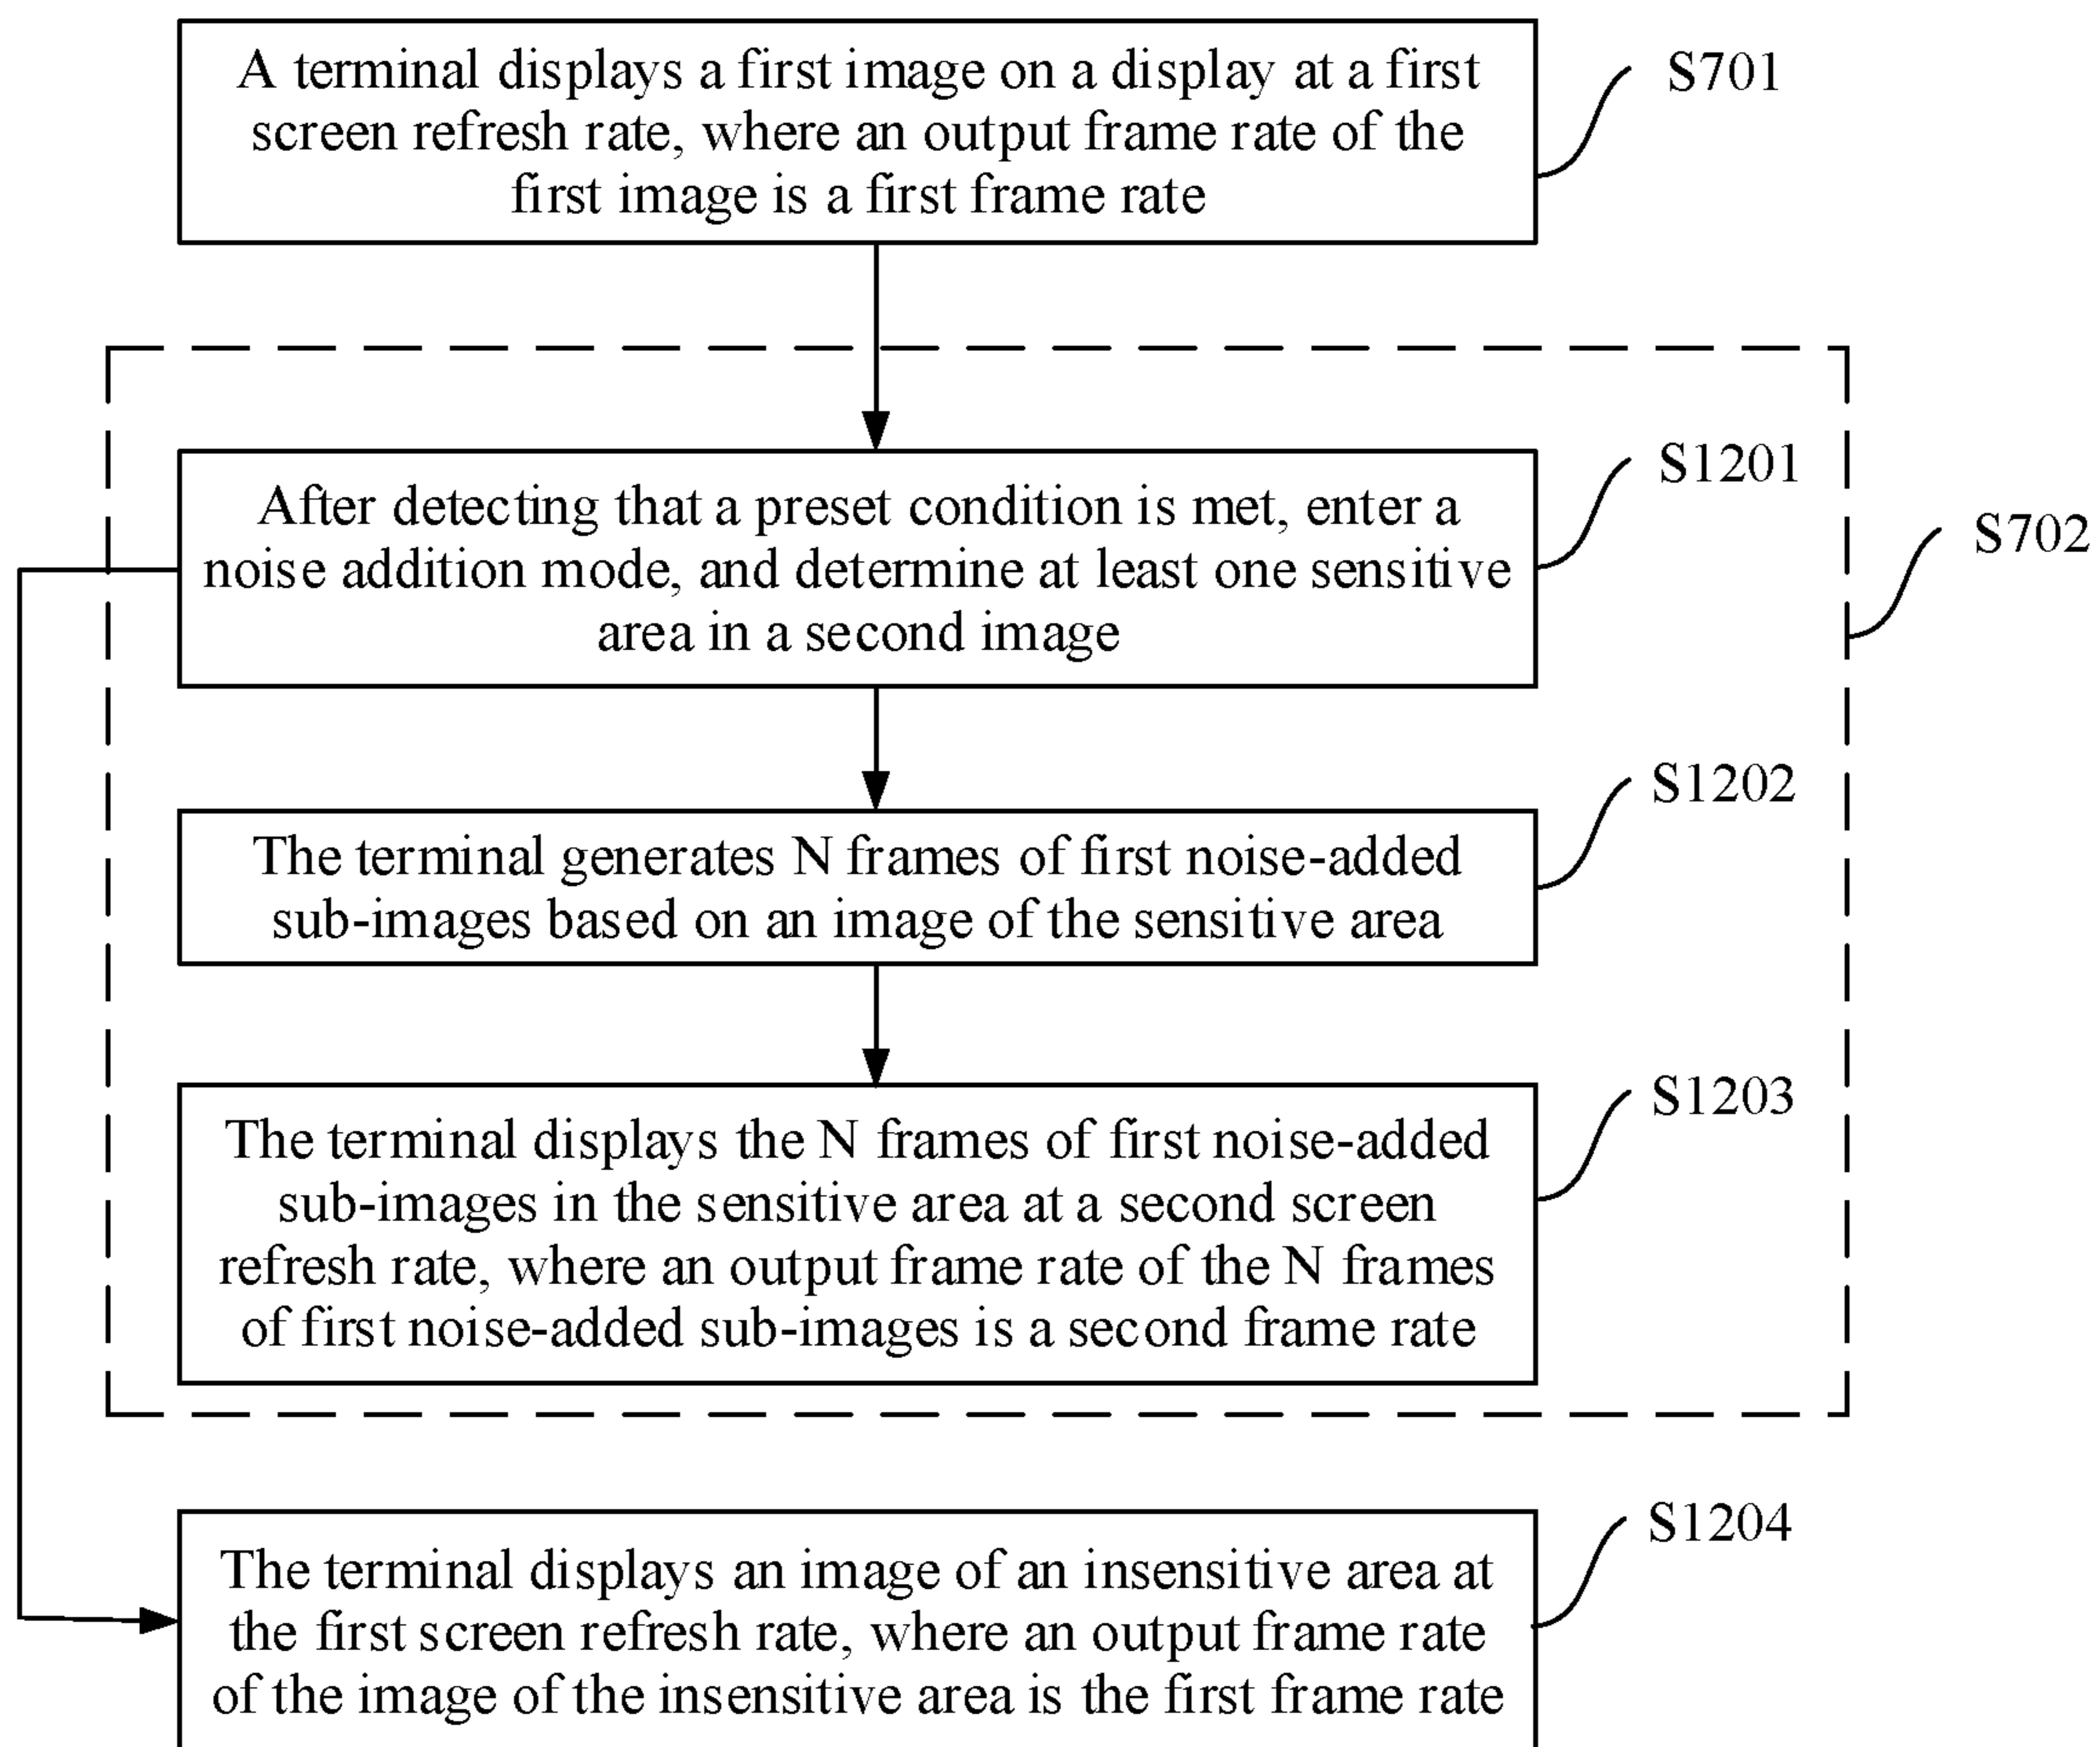 A terminal displays a first image on a display at a first
screen refresh rate, where an output frame rate of the
first image is a first frame rate
S701
After detecting that a preset condition is met, enter a
noise addition mode, and determine at least one sensitive
area in a second image
S1201
S702
The terminal generates N frames of first noise-added
sub-images based on an image of the sensitive area
S1202
The terminal displays the N frames of first noise-added
sub-images in the sensitive area at a second screen
refresh rate, where an output frame rate of the N frames
of first noise-added sub-images is a second frame rate
S1203
The terminal displays an image of an insensitive area at
the first screen refresh rate, where an output frame rate
of the image of the insensitive area is the first frame rate
S1204